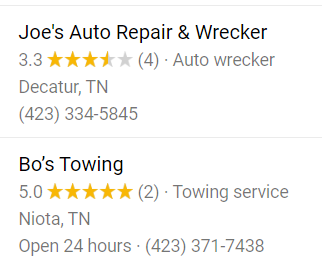 Joe's Auto Repair & Wrecker
3.3 ★★★★★ (4) · Auto wrecker
Decatur, TN
(423) 334-5845
Bo’s Towing
5.0 ★★★★★ (2) · Towing service
Niota, TN
Open 24 hours · (423) 371-7438